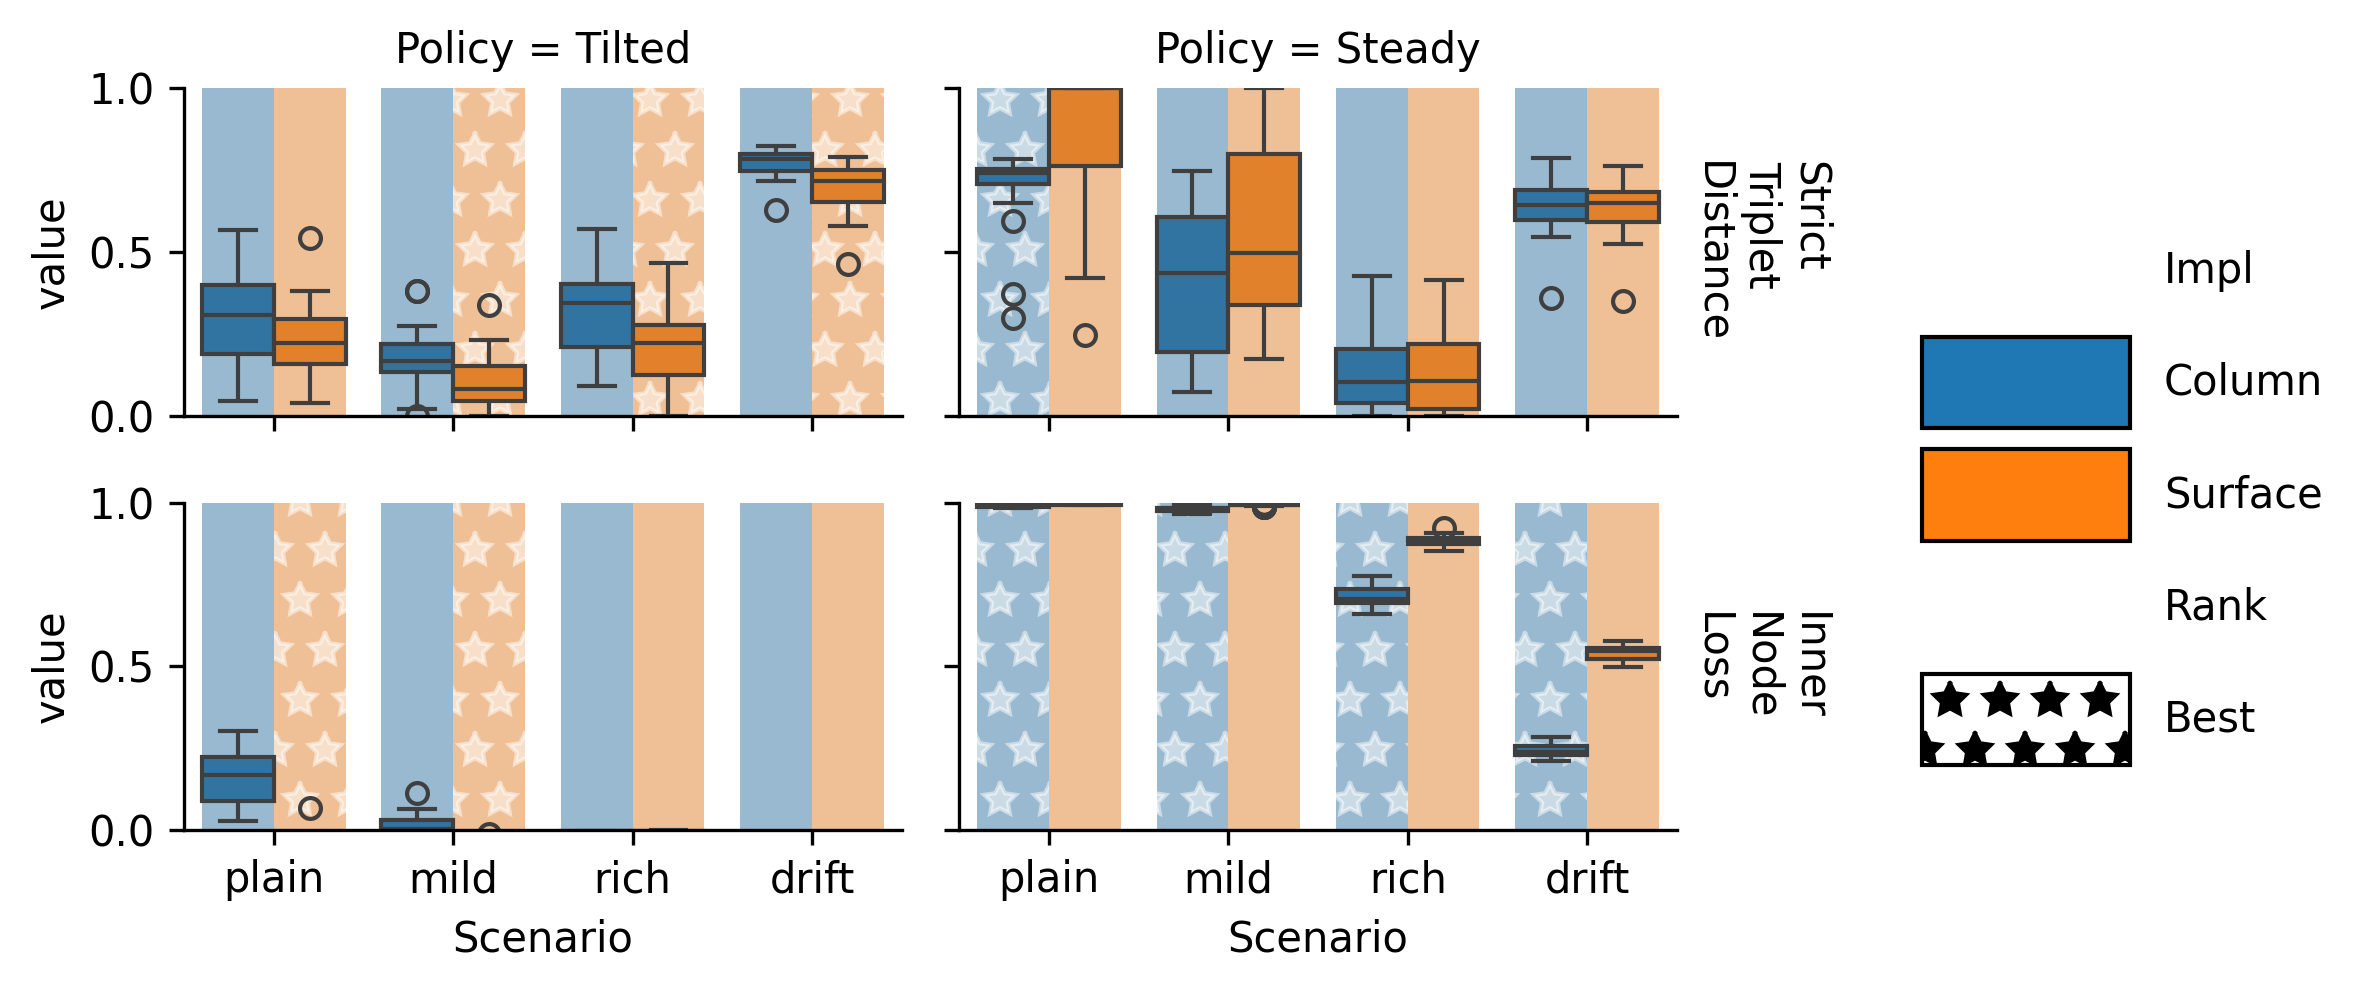 Policy = Tilted
Policy = Steady
1.0
0.5
0.0
value
Strict
Triplet
Distance
1.0
0.5
0.0
value
Inner
Node
Loss
plain
mild
rich
drift
plain
mild
rich
drift
Scenario
Scenario
Impl
Column
Surface
Rank
Best